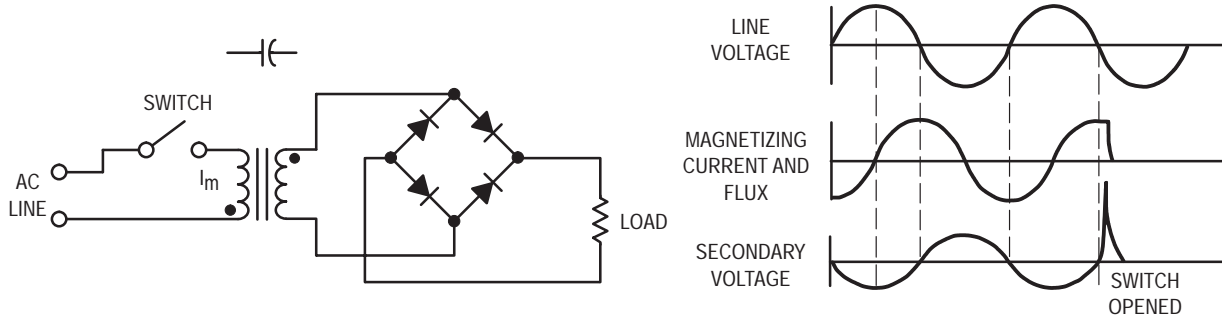 SWITCH
AC
LINE
Im
LOAD
LINE
VOLTAGE
MAGNETIZING
CURRENT AND
FLUX
SECONDARY
VOLTAGE
SWITCH
OPENED